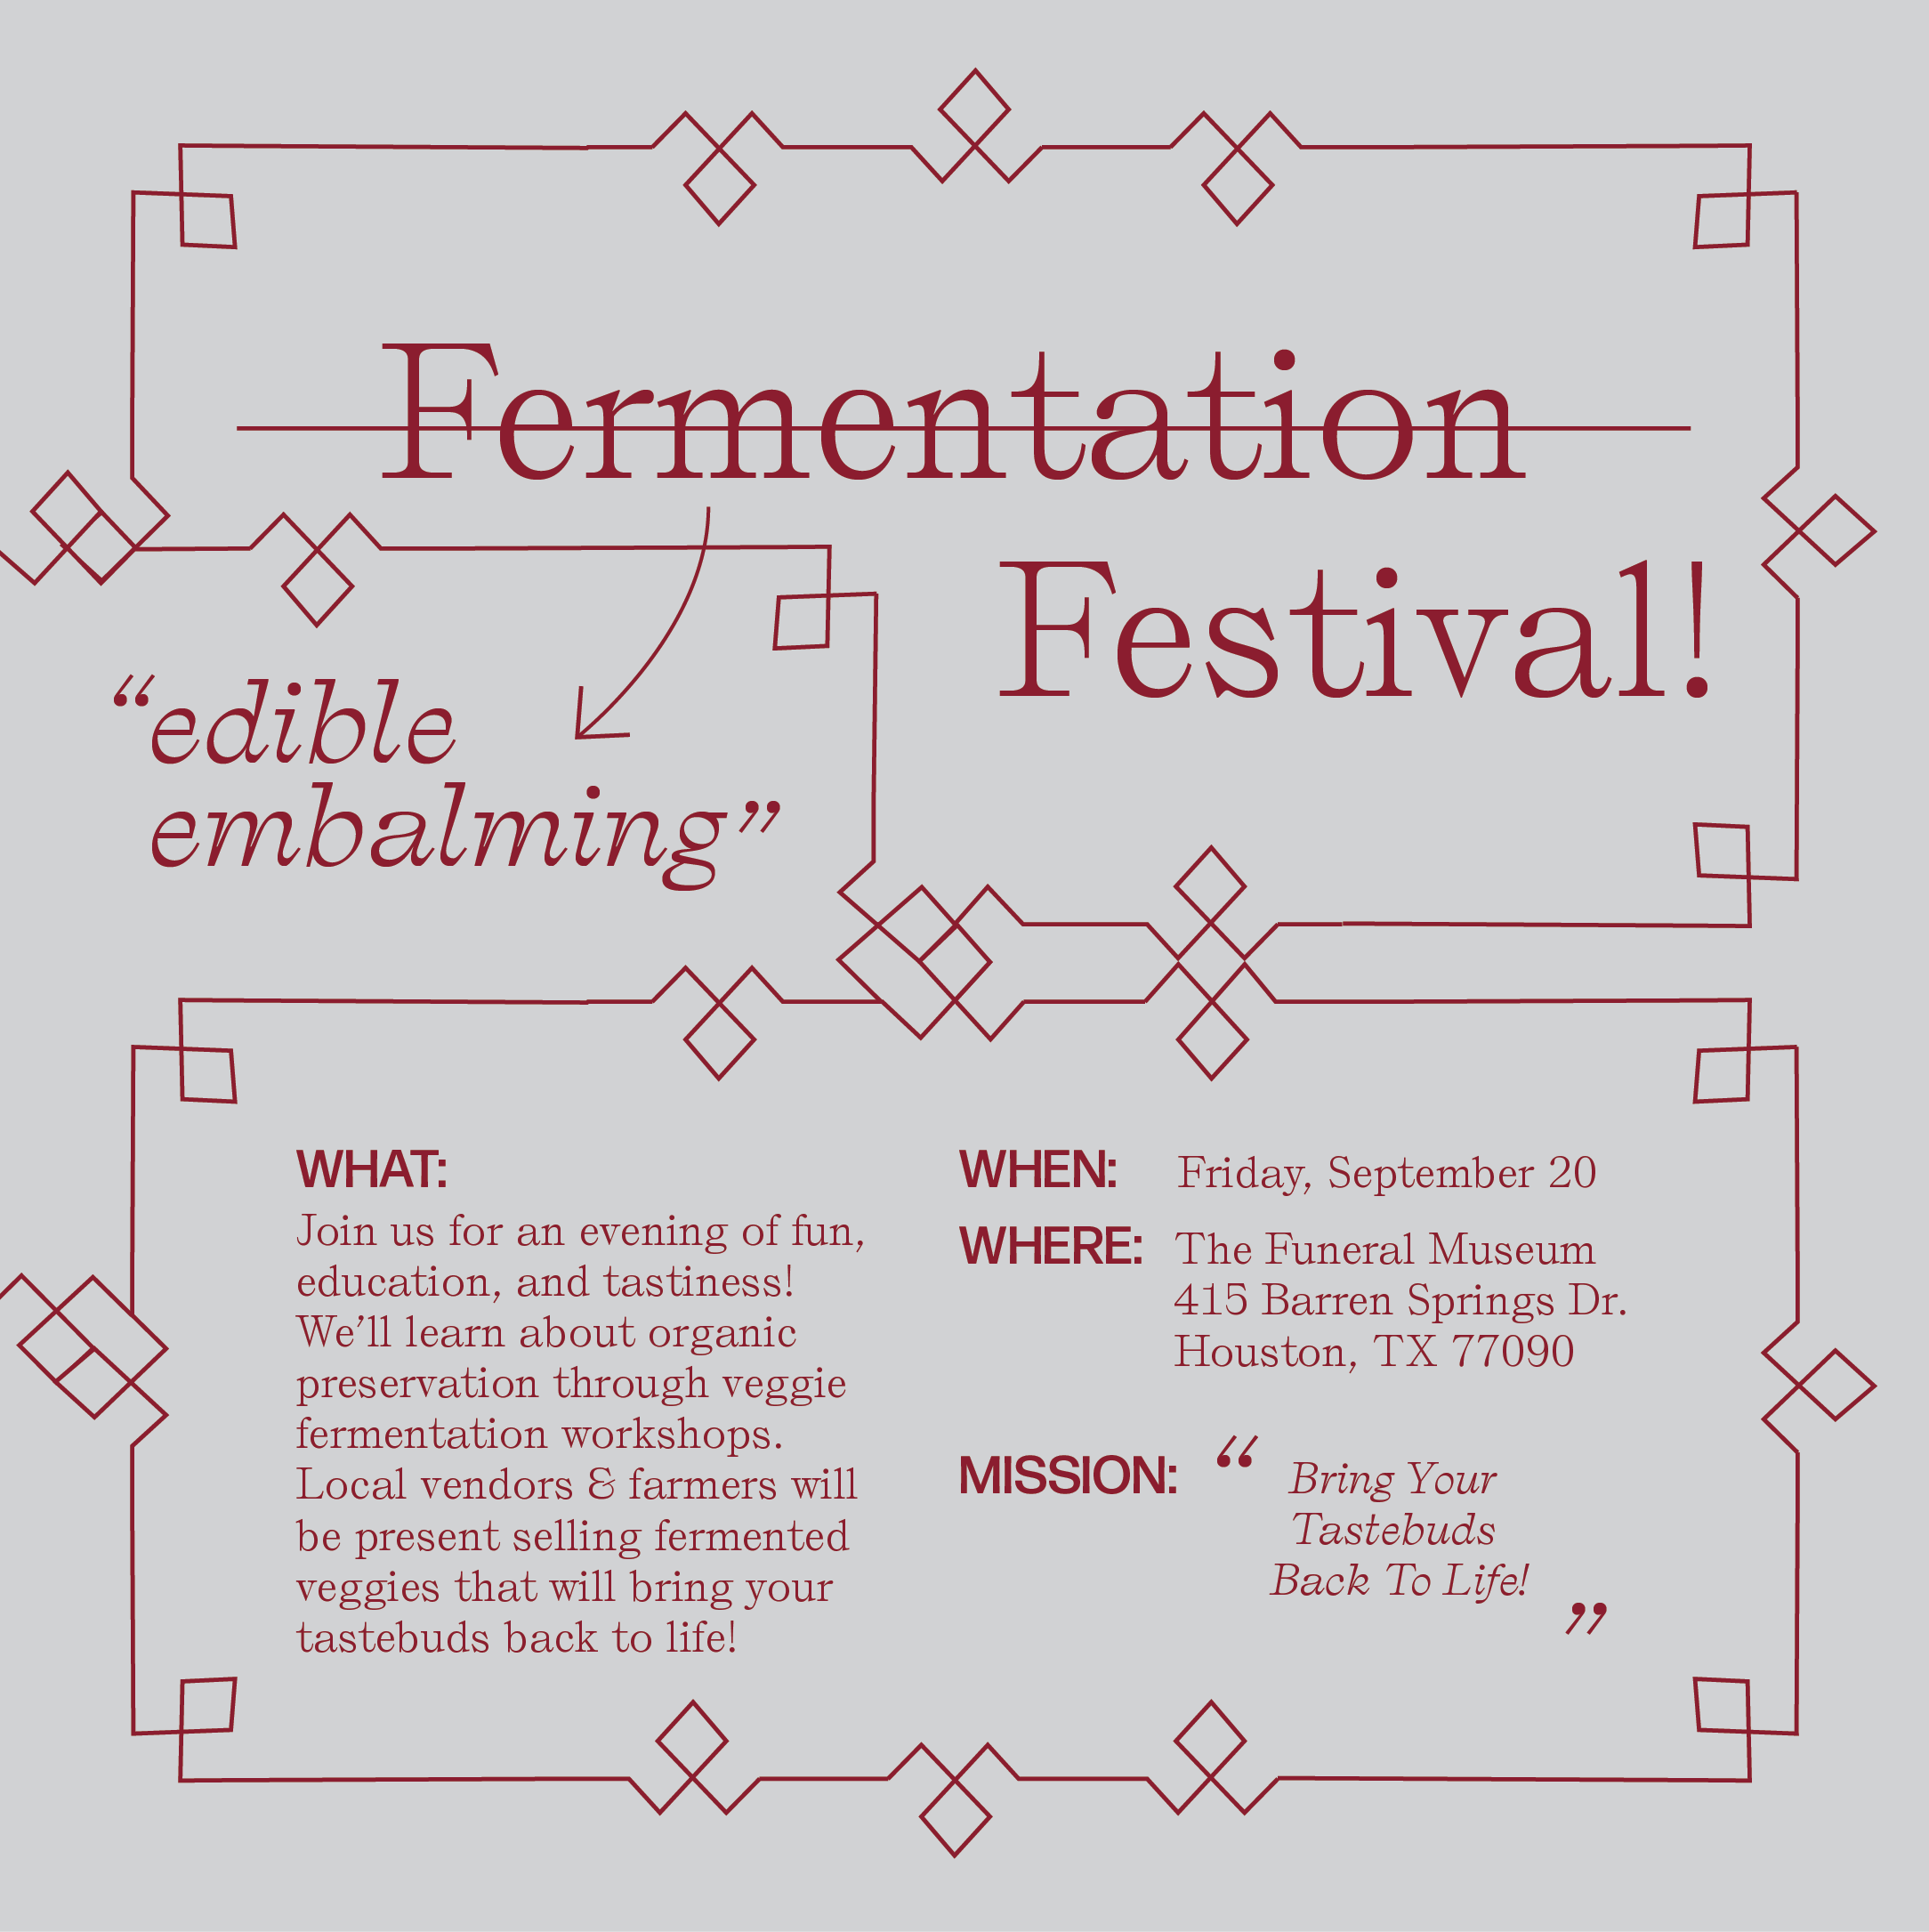 Fermentation
Festival!
“edible
embalming”
WHAT:
Join us for an evening of fun,
education, and tastiness!
We’ll learn about organic
preservation through veggie
fermentation workshops.
Local vendors & farmers will
be present selling fermented
veggies that will bring your
tastebuds back to life!
WHEN: Friday, September 20
WHERE: The Funeral Museum
415 Barren Springs Dr.
Houston, TX 77090
MISSION: “ Bring Your
Tastebuds
Back To Life! ”